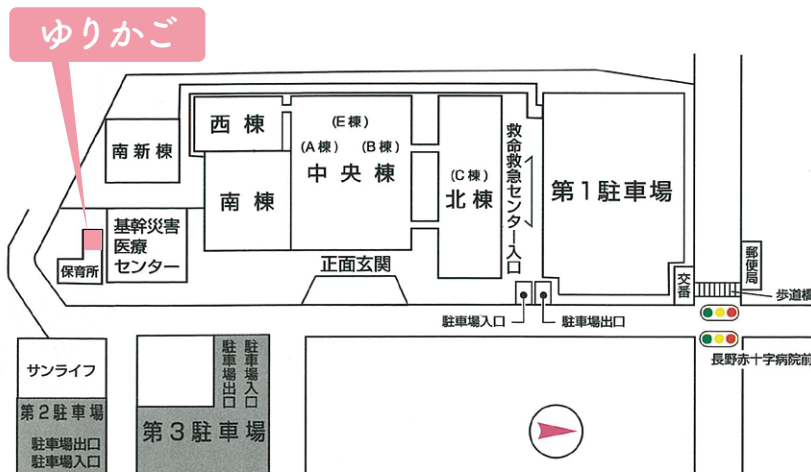 ゆりかご
西棟
(E棟)
(A棟) (B棟)
中央棟
南新棟
南棟
(C棟)
北棟
救命救急センター入口
第1駐車場
基幹災害
医療
センター
保育所
正面玄関
交番
郵便局
歩道橋
駐車場入口
駐車場出口
長野赤十字病院前
サンライフ
第2駐車場
駐車場出口
駐車場入口
駐車場入口
駐車場出口
第3駐車場